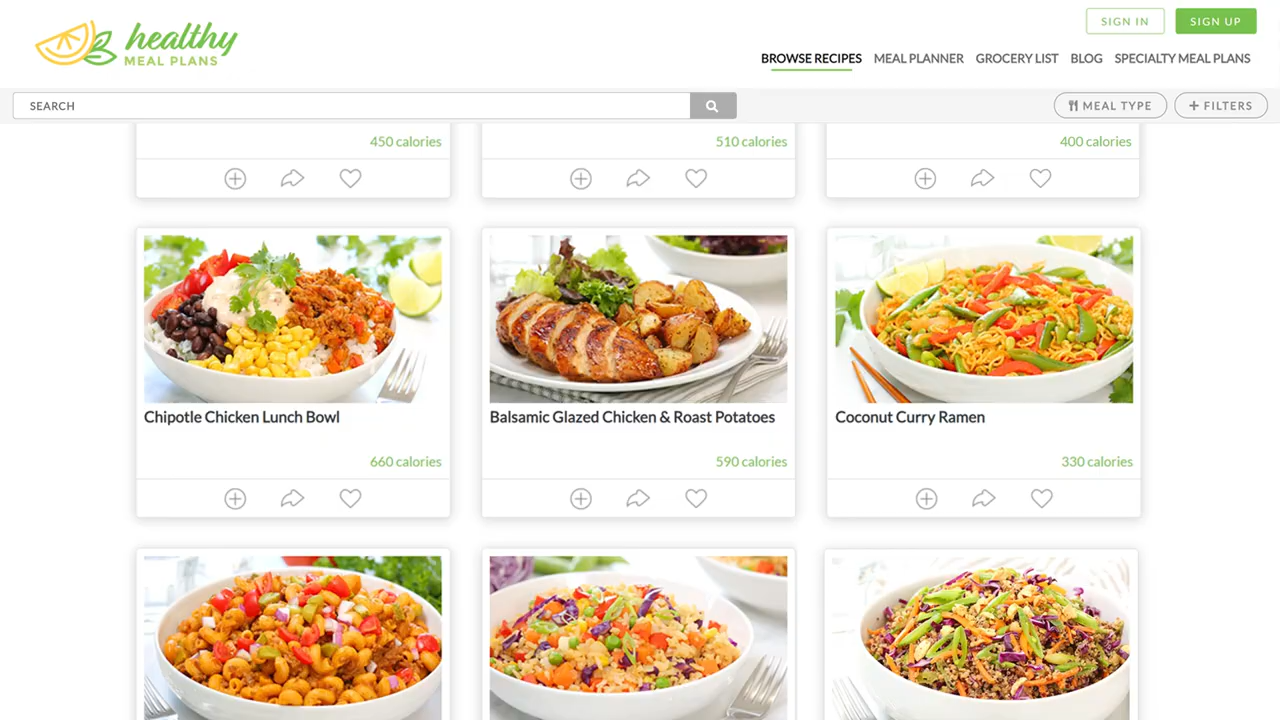 healthy
MEAL PLANS
SIGN IN
SIGN UP
BROWSE RECIPES
MEAL PLANNER
GROCERY LIST
BLOG
SPECIALTY MEAL PLANS
SEARCH
MEAL TYPE
FILTERS
450 calories
510 calories
400 calories
Chipotle Chicken Lunch Bowl
Balsamic Glazed Chicken & Roast Potatoes
Coconut Curry Ramen
660 calories
590 calories
330 calories